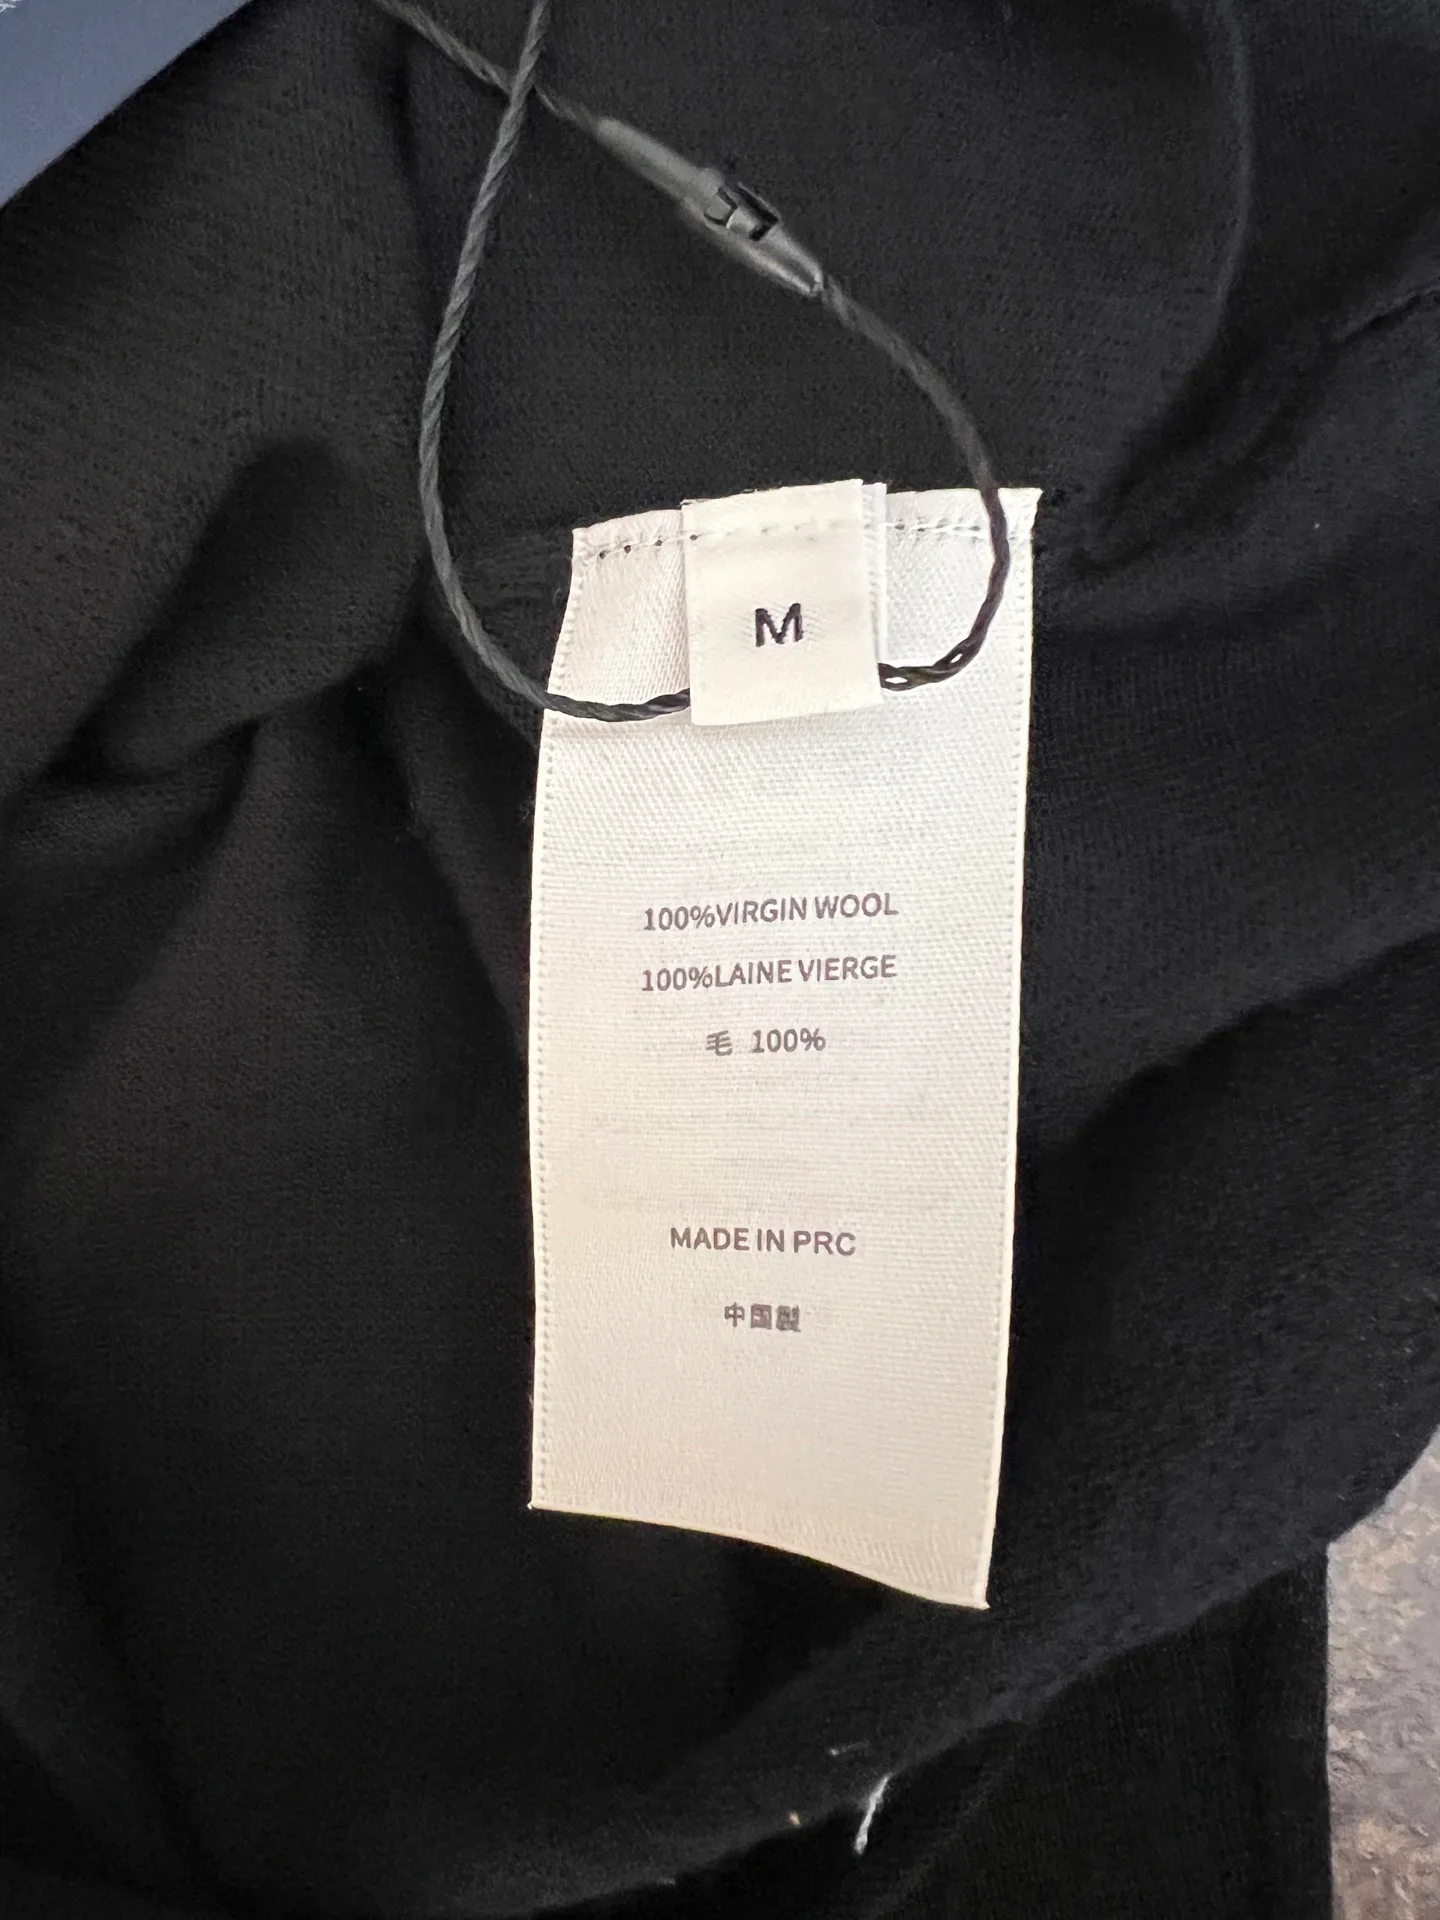 M
100%VIRGIN WOOL
100%LAINE VIERGE
毛 100%
MADE IN PRC
中国製